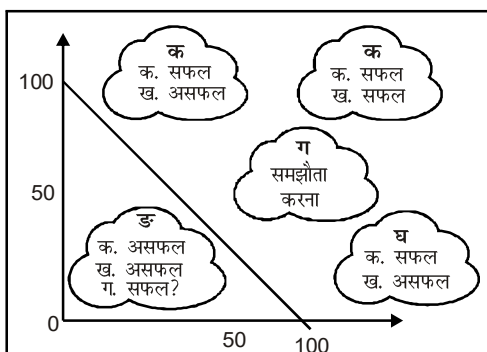 क
क. सफल
ख. असफल
क
क. सफल
ख. सफल
100
ग
समझौता
करना
50
ङ
क. असफल
ख. असफल
ग. सफल?
घ
क. सफल
ख. असफल
0
50
100